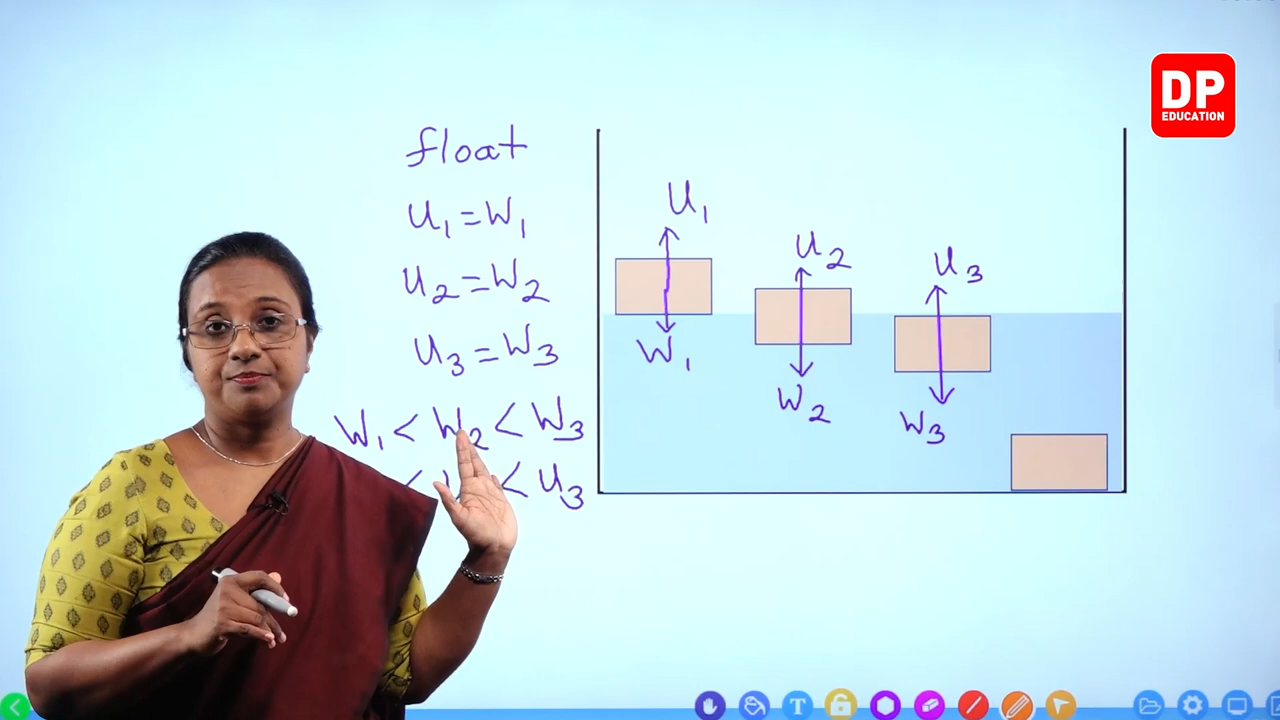 DP
EDUCATION
float
U₁ = W₁
U₂ = W₂
U₃ = W₃
W₁ < W₂ < W₃
< < U₃
U₁
W₁
U₂
W₂
U₃
W₃
T